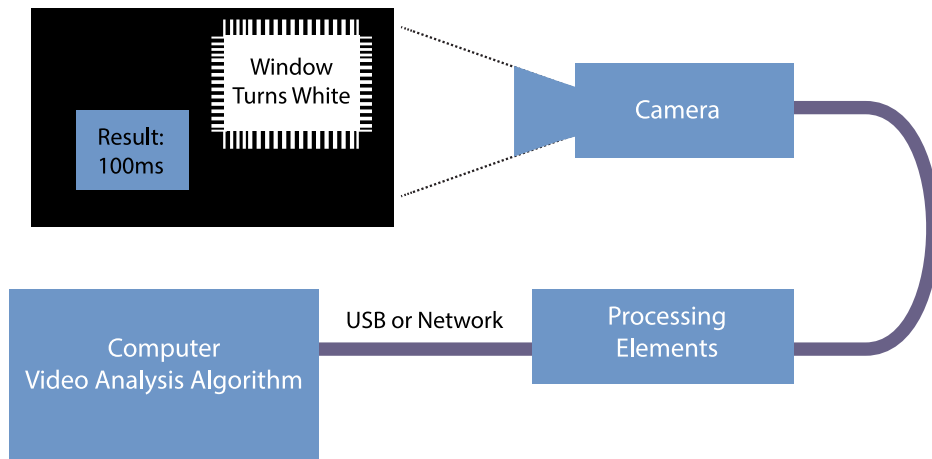 Window
Turns White
Result:
100ms
Camera
USB or Network
Processing
Elements
Computer
Video Analysis Algorithm